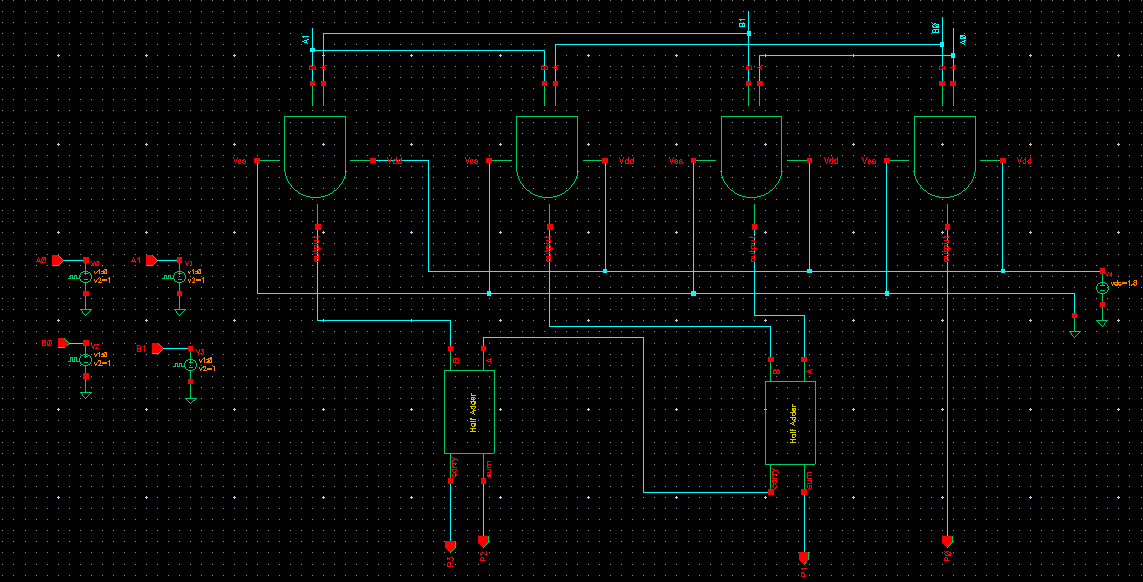 A1
B1
B0
A0
Vss
Vdd
Vss
Vdd
Vss
Vdd
Vss
Vdd
output
output
output
output
A0
v1:0
v2=1
A1
v1:0
v2=1
vdc=1.8
B0
V2
v1:0
v2=1
B1
V3
v1:0
v2=1
B
A
B
A
Half Adder
Half Adder
carry
sum
carry
sum
P3
P2
P1
P0